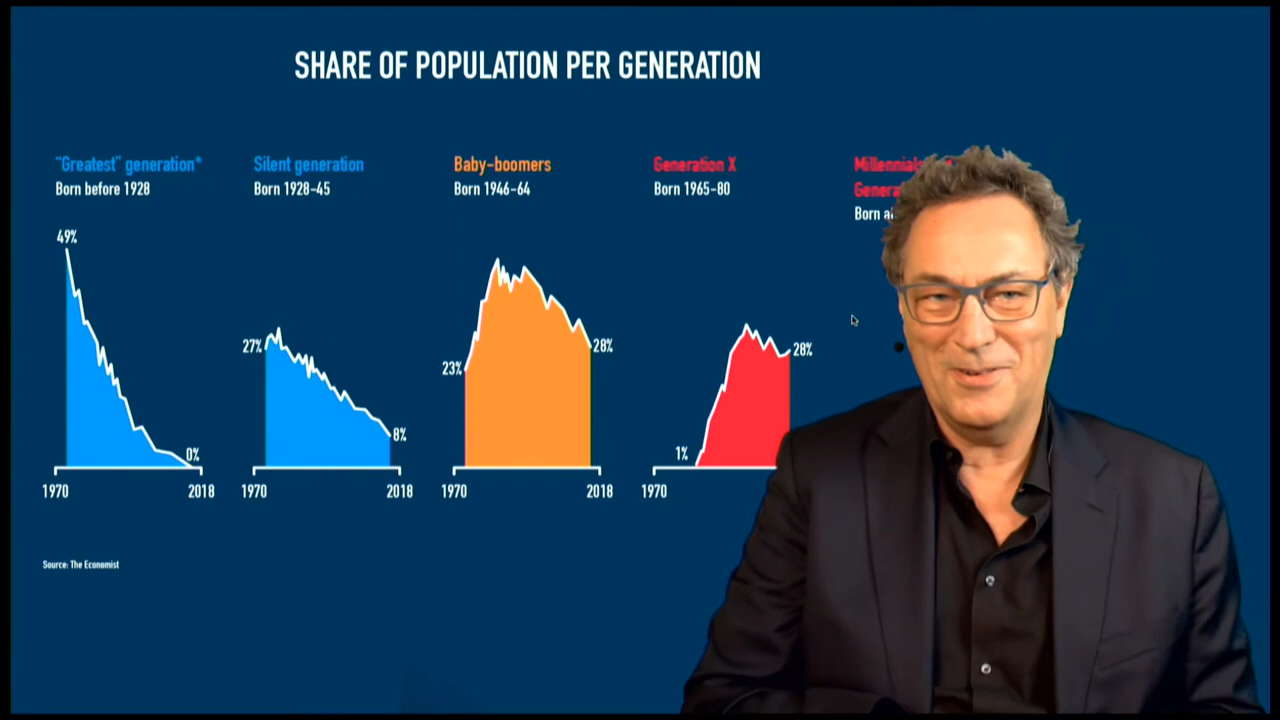 SHARE OF POPULATION PER GENERATION
"Greatest" generation*
Born before 1928
Silent generation
Born 1928-45
Baby-boomers
Born 1946-64
Generation X
Born 1965-80
Millennials
Born
49%
0%
1970 2018
27%
8%
1970 2018
23%
28%
1970 2018
1%
28%
1970
Source: The Economist